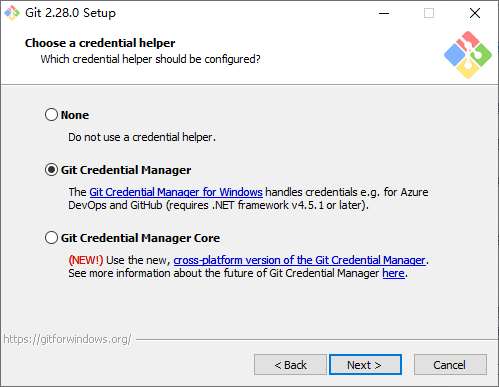 Git 2.28.0 Setup
Choose a credential helper
Which credential helper should be configured?
None
Do not use a credential helper.
Git Credential Manager
The Git Credential Manager for Windows handles credentials e.g. for Azure
DevOps and GitHub (requires .NET framework v4.5.1 or later).
Git Credential Manager Core
(NEW!) Use the new, cross-platform version of the Git Credential Manager.
See more information about the future of Git Credential Manager here.
https://gitforwindows.org/
< Back
Next >
Cancel